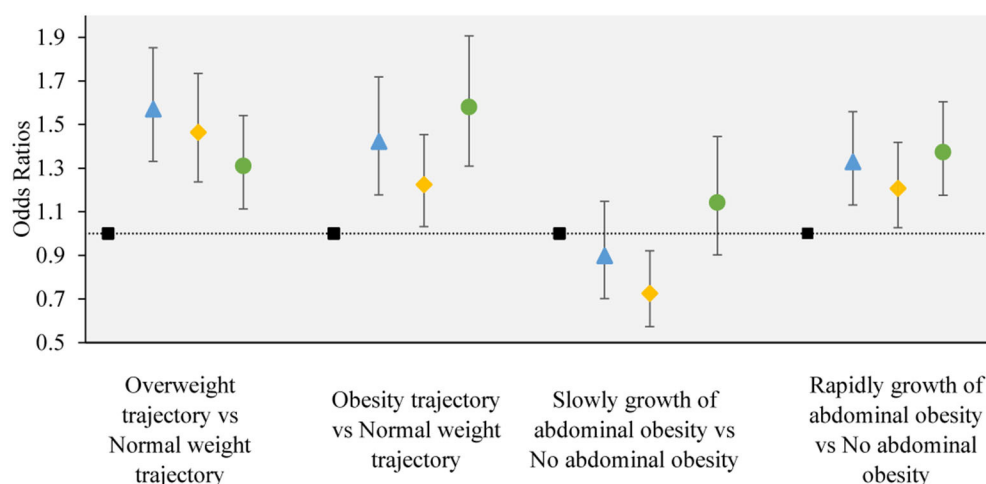 Odds Ratios
1.9
1.7
1.5
1.3
1.1
0.9
0.7
0.5
Overweight
trajectory vs
Normal weight
trajectory
Obesity trajectory
vs Normal weight
trajectory
Slowly growth of
abdominal obesity vs
No abdominal obesity
Rapidly growth of
abdominal obesity
vs No abdominal
obesity